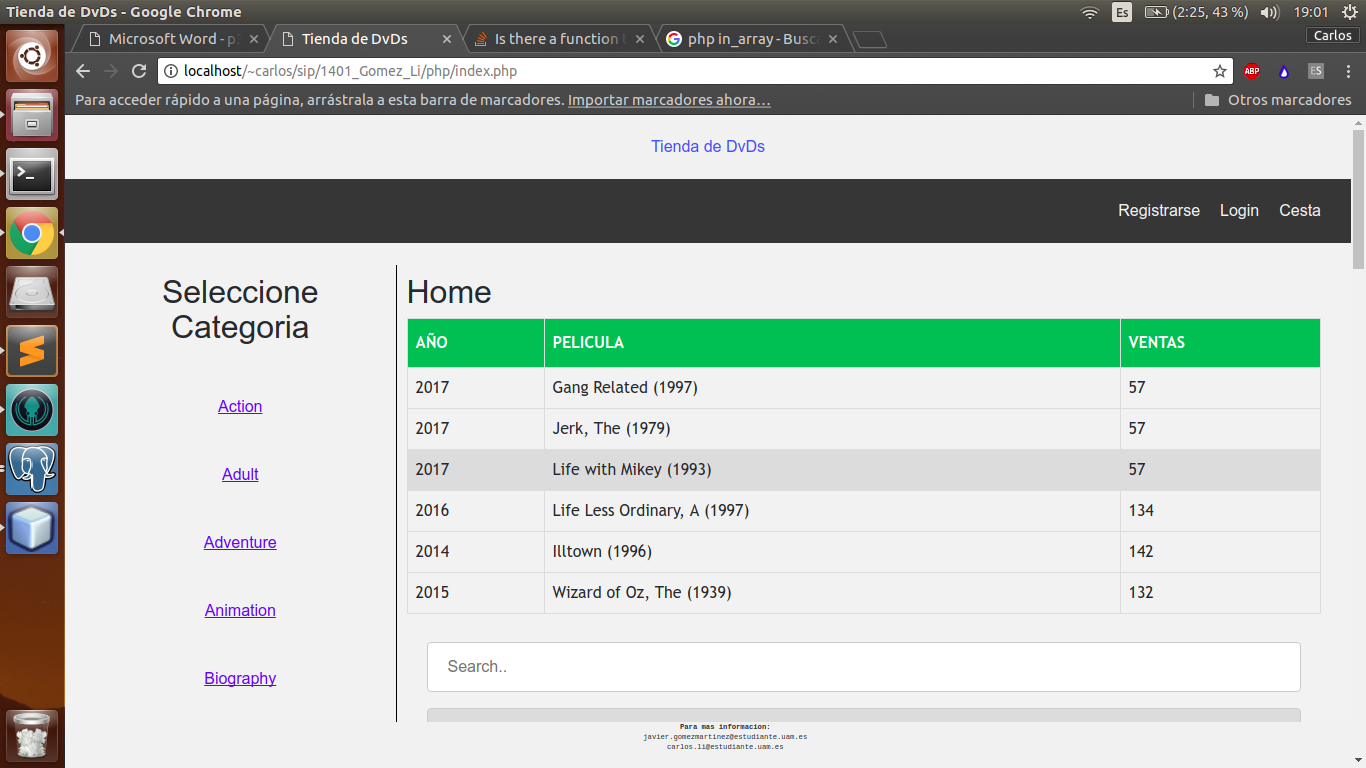 Tienda de DvDs - Google Chrome
Es
(2:25, 43 %)
19:01
Microsoft Word - p
Tienda de DvDs
Is there a function
php in_array - Busc
Carlos
localhost/~carlos/sip/1401_Gomez_Li/php/index.php
ABP
ES
Para acceder rápido a una página, arrástrala a esta barra de marcadores. Importar marcadores ahora...
Otros marcadores
Tienda de DvDs
Registrarse Login Cesta
Seleccione
Categoria
Action
Adult
Adventure
Animation
Biography
Home
AÑO PELICULA VENTAS
2017 Gang Related (1997) 57
2017 Jerk, The (1979) 57
2017 Life with Mikey (1993) 57
2016 Life Less Ordinary, A (1997) 134
2014 Illtown (1996) 142
2015 Wizard of Oz, The (1939) 132
Search..
Para mas informacion:
javier.gomezmartinez@estudiante.uam.es
carlos.li@estudiante.uam.es